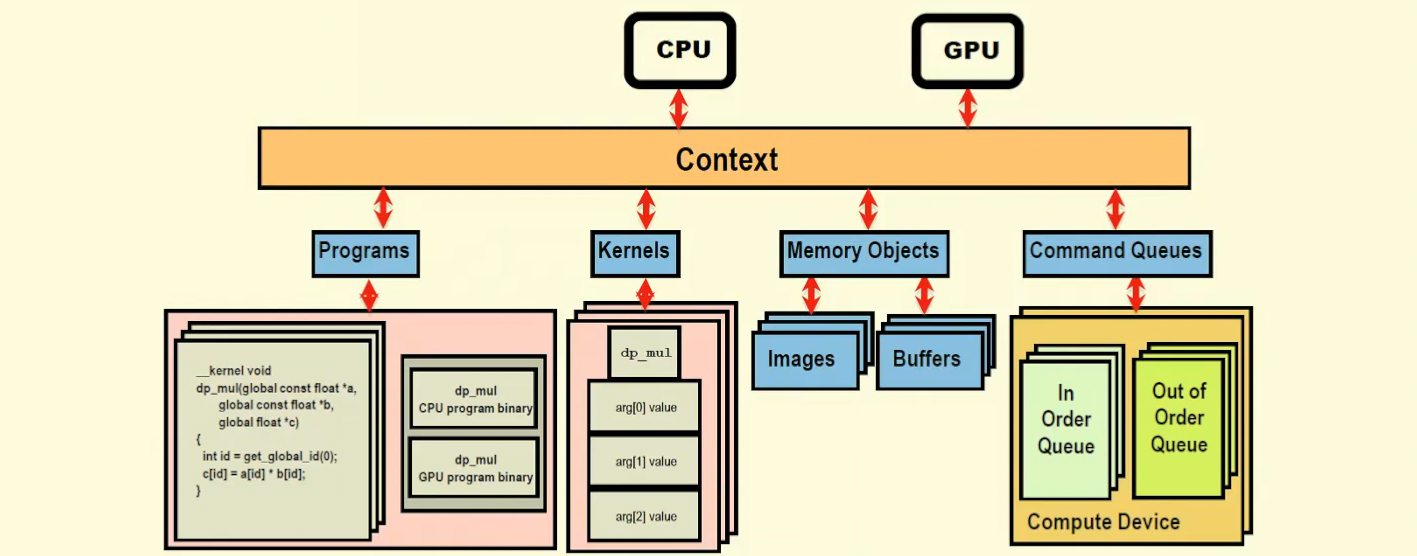 CPU
GPU
Context
Programs
Kernels
Memory Objects
Command Queues
__kernel void
dp_mul(global const float *a,
global const float *b,
global float *c)
{
int id = get_global_id(0);
c[id] = a[id] * b[id];
}
dp_mul
CPU program binary
dp_mul
GPU program binary
dp_mul
arg[0] value
arg[1] value
arg[2] value
Images
Buffers
In
Order
Queue
Out of
Order
Queue
Compute Device